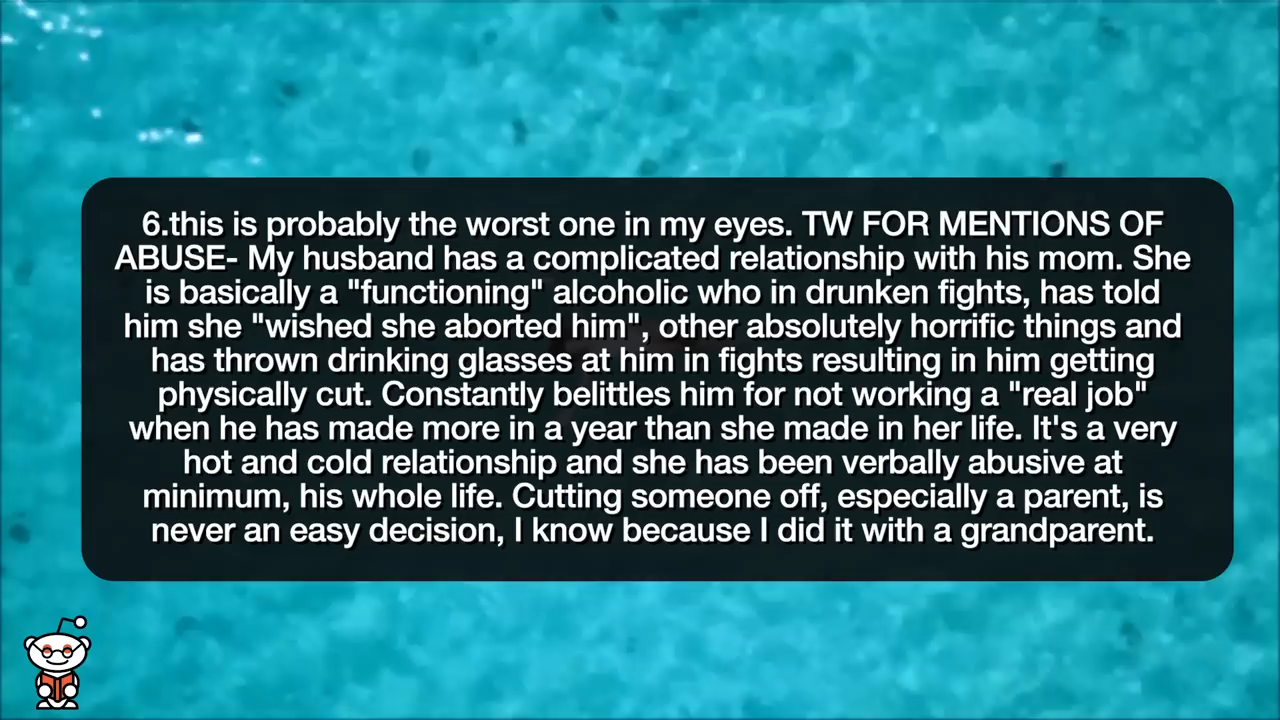 6.this is probably the worst one in my eyes. TW FOR MENTIONS OF
ABUSE- My husband has a complicated relationship with his mom. She
is basically a "functioning" alcoholic who in drunken fights, has told
him she "wished she aborted him", other absolutely horrific things and
has thrown drinking glasses at him in fights resulting in him getting
physically cut. Constantly belittles him for not working a "real job"
when he has made more in a year than she made in her life. It's a very
hot and cold relationship and she has been verbally abusive at
minimum, his whole life. Cutting someone off, especially a parent, is
never an easy decision, I know because I did it with a grandparent.